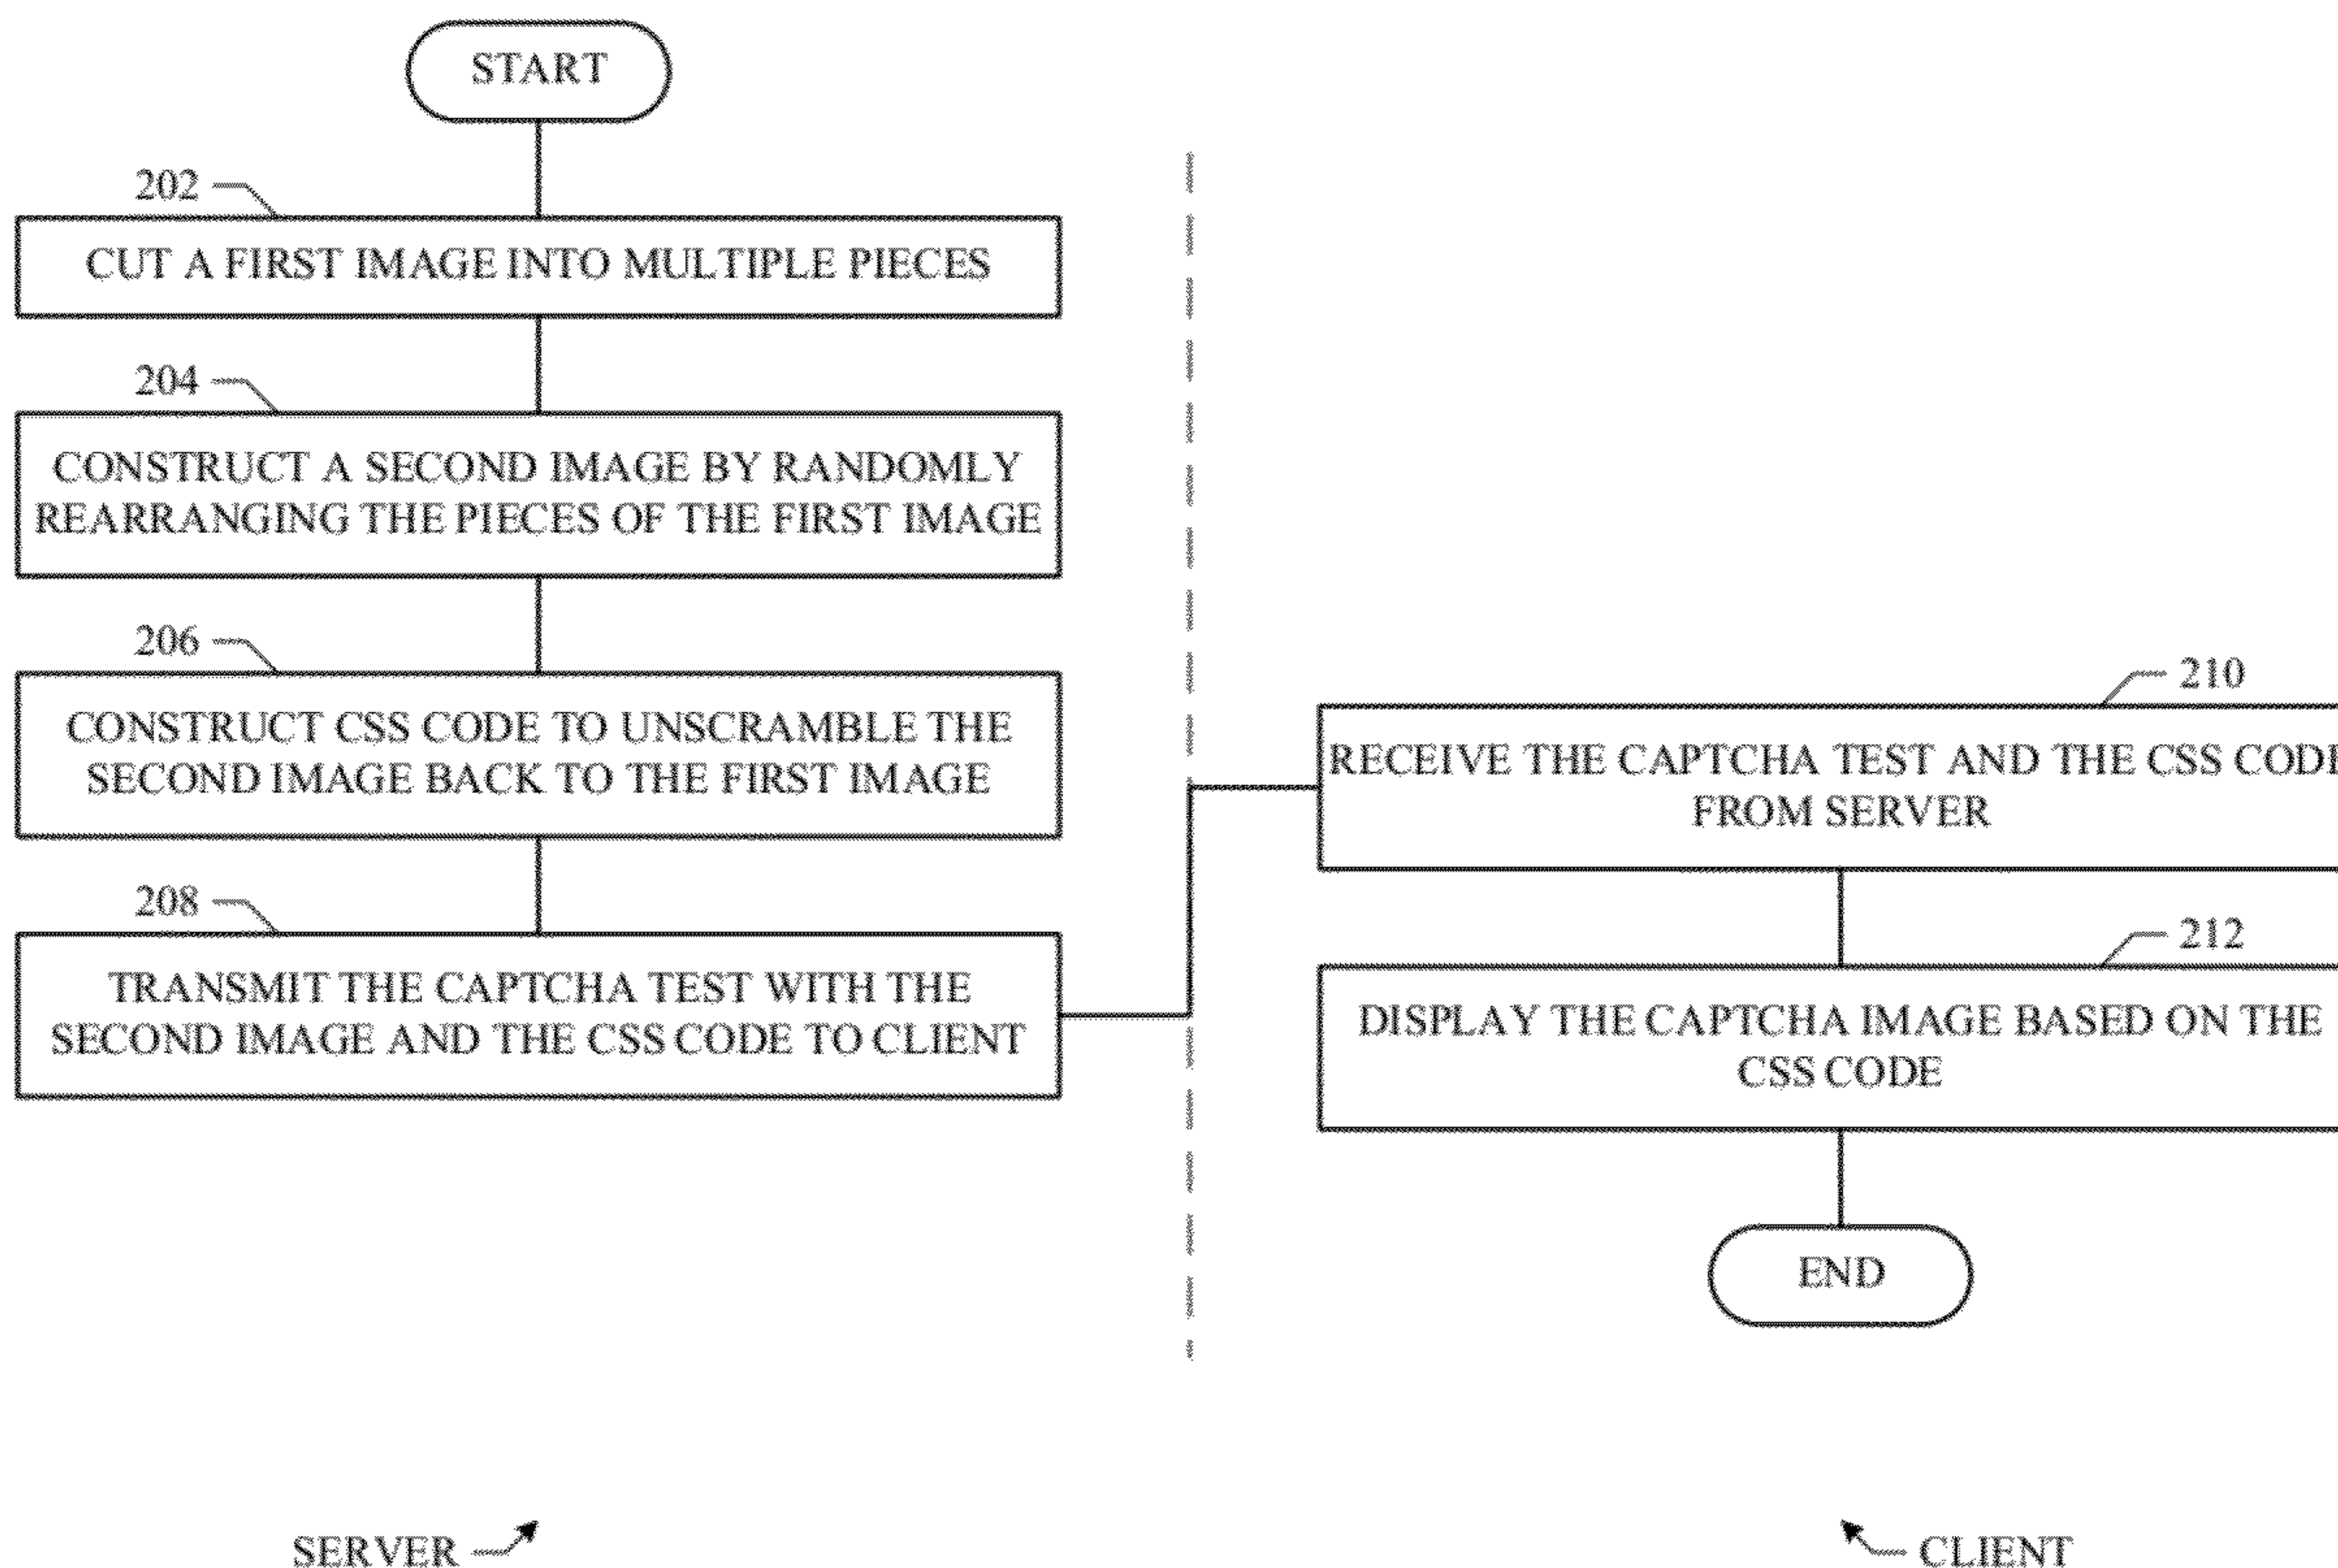 START
202
CUT A FIRST IMAGE INTO MULTIPLE PIECES
204
CONSTRUCT A SECOND IMAGE BY RANDOMLY
REARRANGING THE PIECES OF THE FIRST IMAGE
206
CONSTRUCT CSS CODE TO UNSCRAMBLE THE
SECOND IMAGE BACK TO THE FIRST IMAGE
208
TRANSMIT THE CAPTCHA TEST WITH THE
SECOND IMAGE AND THE CSS CODE TO CLIENT
210
RECEIVE THE CAPTCHA TEST AND THE CSS CODE
FROM SERVER
212
DISPLAY THE CAPTCHA IMAGE BASED ON THE
CSS CODE
END
SERVER
CLIENT